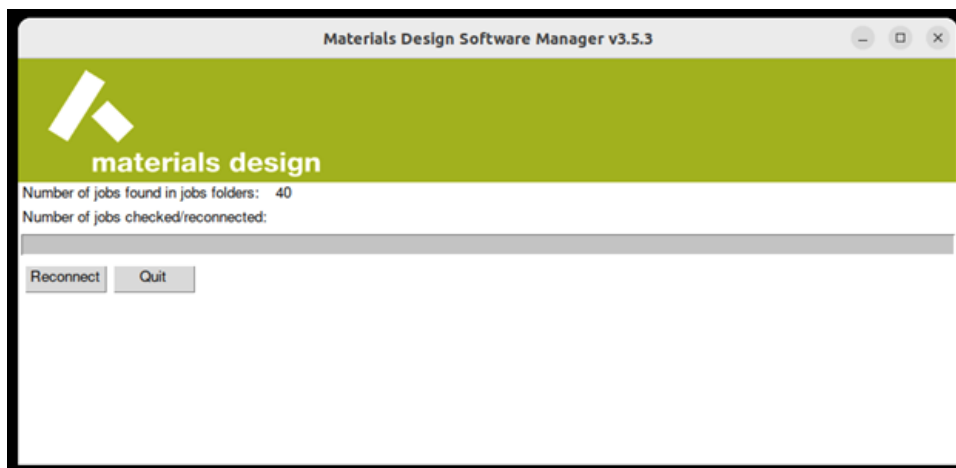 Materials Design Software Manager v3.5.3
materials design
Number of jobs found in jobs folders: 40
Number of jobs checked/reconnected:
Reconnect Quit